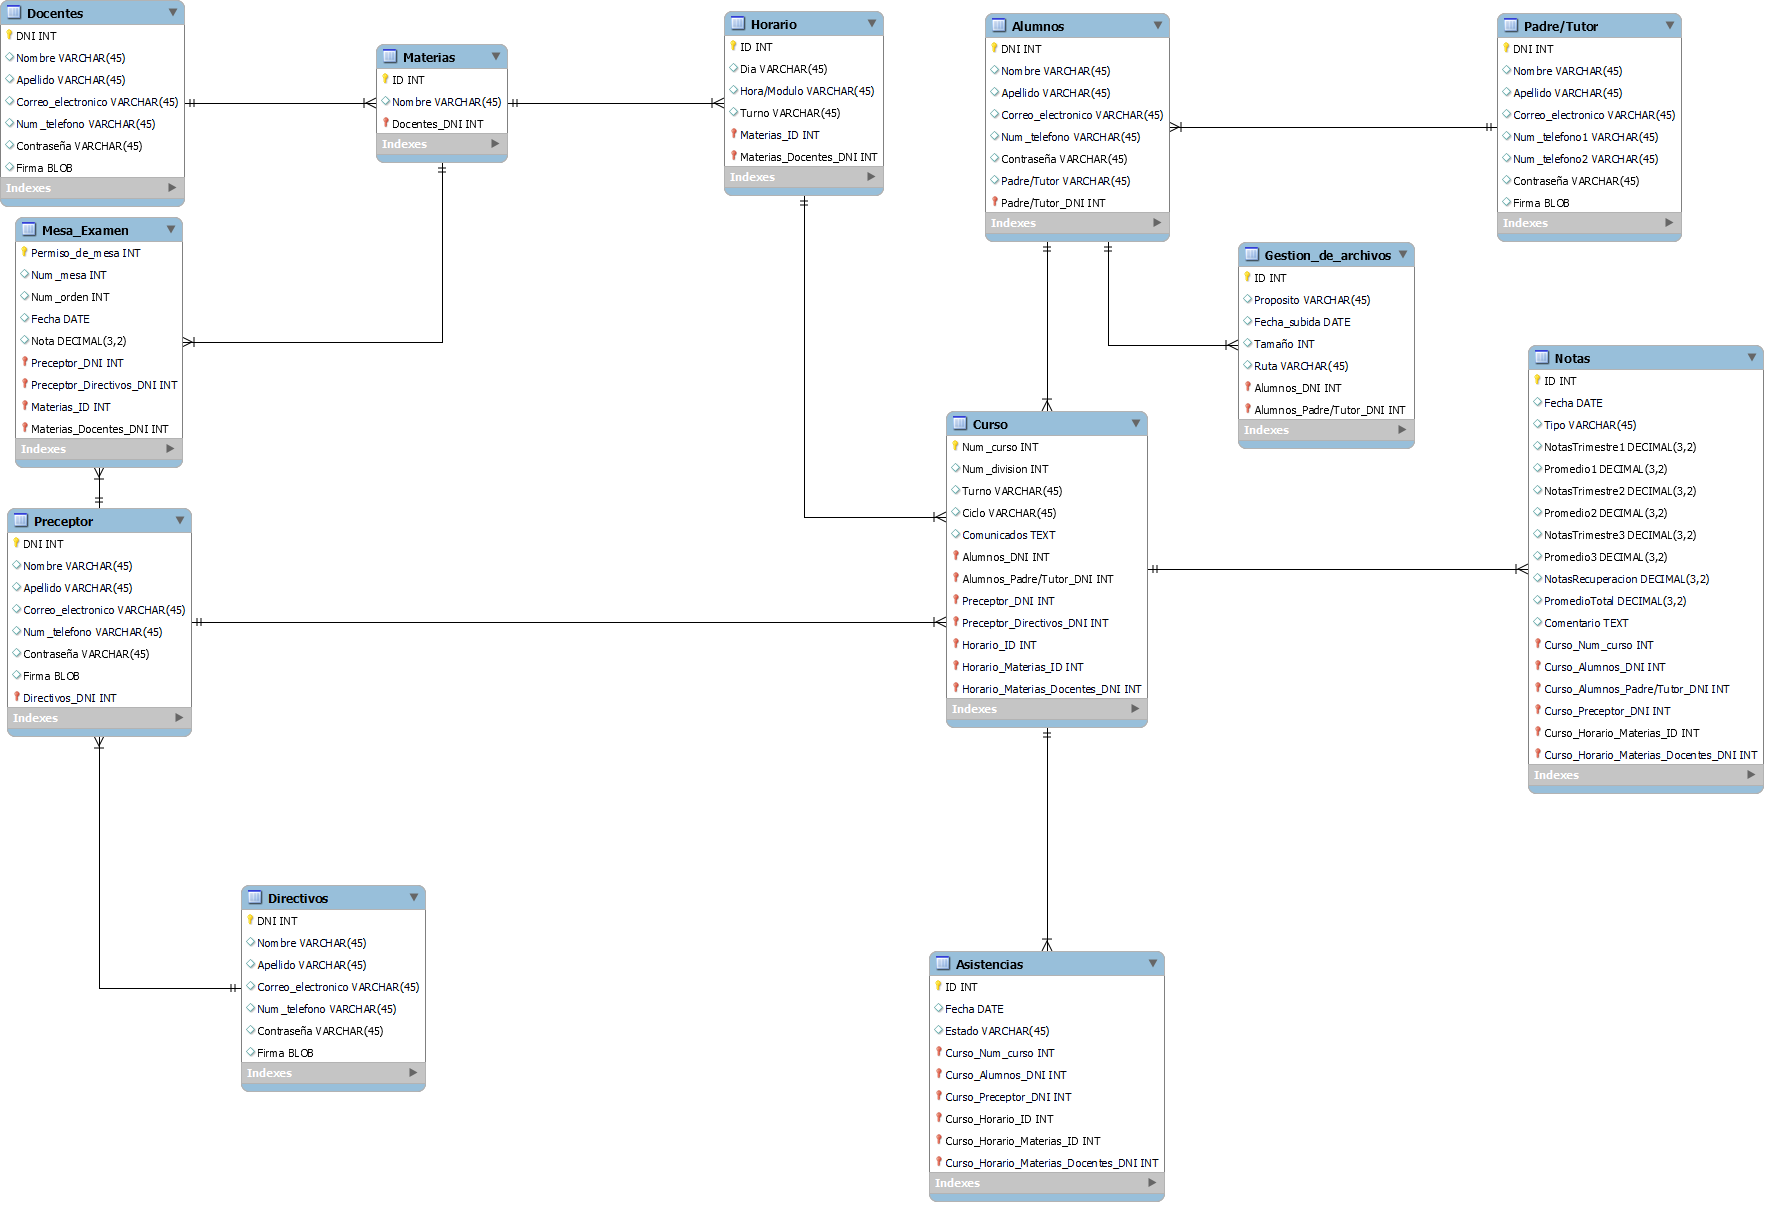 Docentes
DNI INT
Nombre VARCHAR(45)
Apellido VARCHAR(45)
Correo_electronico VARCHAR(45)
Num_telefono VARCHAR(45)
Contraseña VARCHAR(45)
Firma BLOB
Indexes
Materias
ID INT
Nombre VARCHAR(45)
Docentes_DNI INT
Indexes
Horario
ID INT
Dia VARCHAR(45)
Hora/Modulo VARCHAR(45)
Turno VARCHAR(45)
Materias_ID INT
Materias_Docentes_DNI INT
Indexes
Alumnos
DNI INT
Nombre VARCHAR(45)
Apellido VARCHAR(45)
Correo_electronico VARCHAR(45)
Num_telefono VARCHAR(45)
Contraseña VARCHAR(45)
Padre/Tutor VARCHAR(45)
Padre/Tutor_DNI INT
Indexes
Padre/Tutor
DNI INT
Nombre VARCHAR(45)
Apellido VARCHAR(45)
Correo_electronico VARCHAR(45)
Num_telefono1 VARCHAR(45)
Num_telefono2 VARCHAR(45)
Contraseña VARCHAR(45)
Firma BLOB
Indexes
Mesa_Examen
Permiso_de_mesa INT
Num_mesa INT
Num_orden INT
Fecha DATE
Nota DECIMAL(3,2)
Preceptor_DNI INT
Preceptor_Directivos_DNI INT
Materias_ID INT
Materias_Docentes_DNI INT
Indexes
Gestion_de_archivos
ID INT
Proposito VARCHAR(45)
Fecha_subida DATE
Tamaño INT
Ruta VARCHAR(45)
Alumnos_DNI INT
Alumnos_Padre/Tutor_DNI INT
Indexes
Notas
ID INT
Fecha DATE
Tipo VARCHAR(45)
NotasTrimestre1 DECIMAL(3,2)
Promedio1 DECIMAL(3,2)
NotasTrimestre2 DECIMAL(3,2)
Promedio2 DECIMAL(3,2)
NotasTrimestre3 DECIMAL(3,2)
Promedio3 DECIMAL(3,2)
NotasRecuperacion DECIMAL(3,2)
PromedioTotal DECIMAL(3,2)
Comentario TEXT
Curso_Num_curso INT
Curso_Alumnos_DNI INT
Curso_Alumnos_Padre/Tutor_DNI INT
Curso_Preceptor_DNI INT
Curso_Horario_Materias_ID INT
Curso_Horario_Materias_Docentes_DNI INT
Indexes
Curso
Num_curso INT
Num_division INT
Turno VARCHAR(45)
Ciclo VARCHAR(45)
Comunicados TEXT
Alumnos_DNI INT
Alumnos_Padre/Tutor_DNI INT
Preceptor_DNI INT
Preceptor_Directivos_DNI INT
Horario_ID INT
Horario_Materias_ID INT
Horario_Materias_Docentes_DNI INT
Indexes
Preceptor
DNI INT
Nombre VARCHAR(45)
Apellido VARCHAR(45)
Correo_electronico VARCHAR(45)
Num_telefono VARCHAR(45)
Contraseña VARCHAR(45)
Firma BLOB
Directivos_DNI INT
Indexes
Directivos
DNI INT
Nombre VARCHAR(45)
Apellido VARCHAR(45)
Correo_electronico VARCHAR(45)
Num_telefono VARCHAR(45)
Contraseña VARCHAR(45)
Firma BLOB
Indexes
Asistencias
ID INT
Fecha DATE
Estado VARCHAR(45)
Curso_Num_curso INT
Curso_Alumnos_DNI INT
Curso_Preceptor_DNI INT
Curso_Horario_ID INT
Curso_Horario_Materias_ID INT
Curso_Horario_Materias_Docentes_DNI INT
Indexes